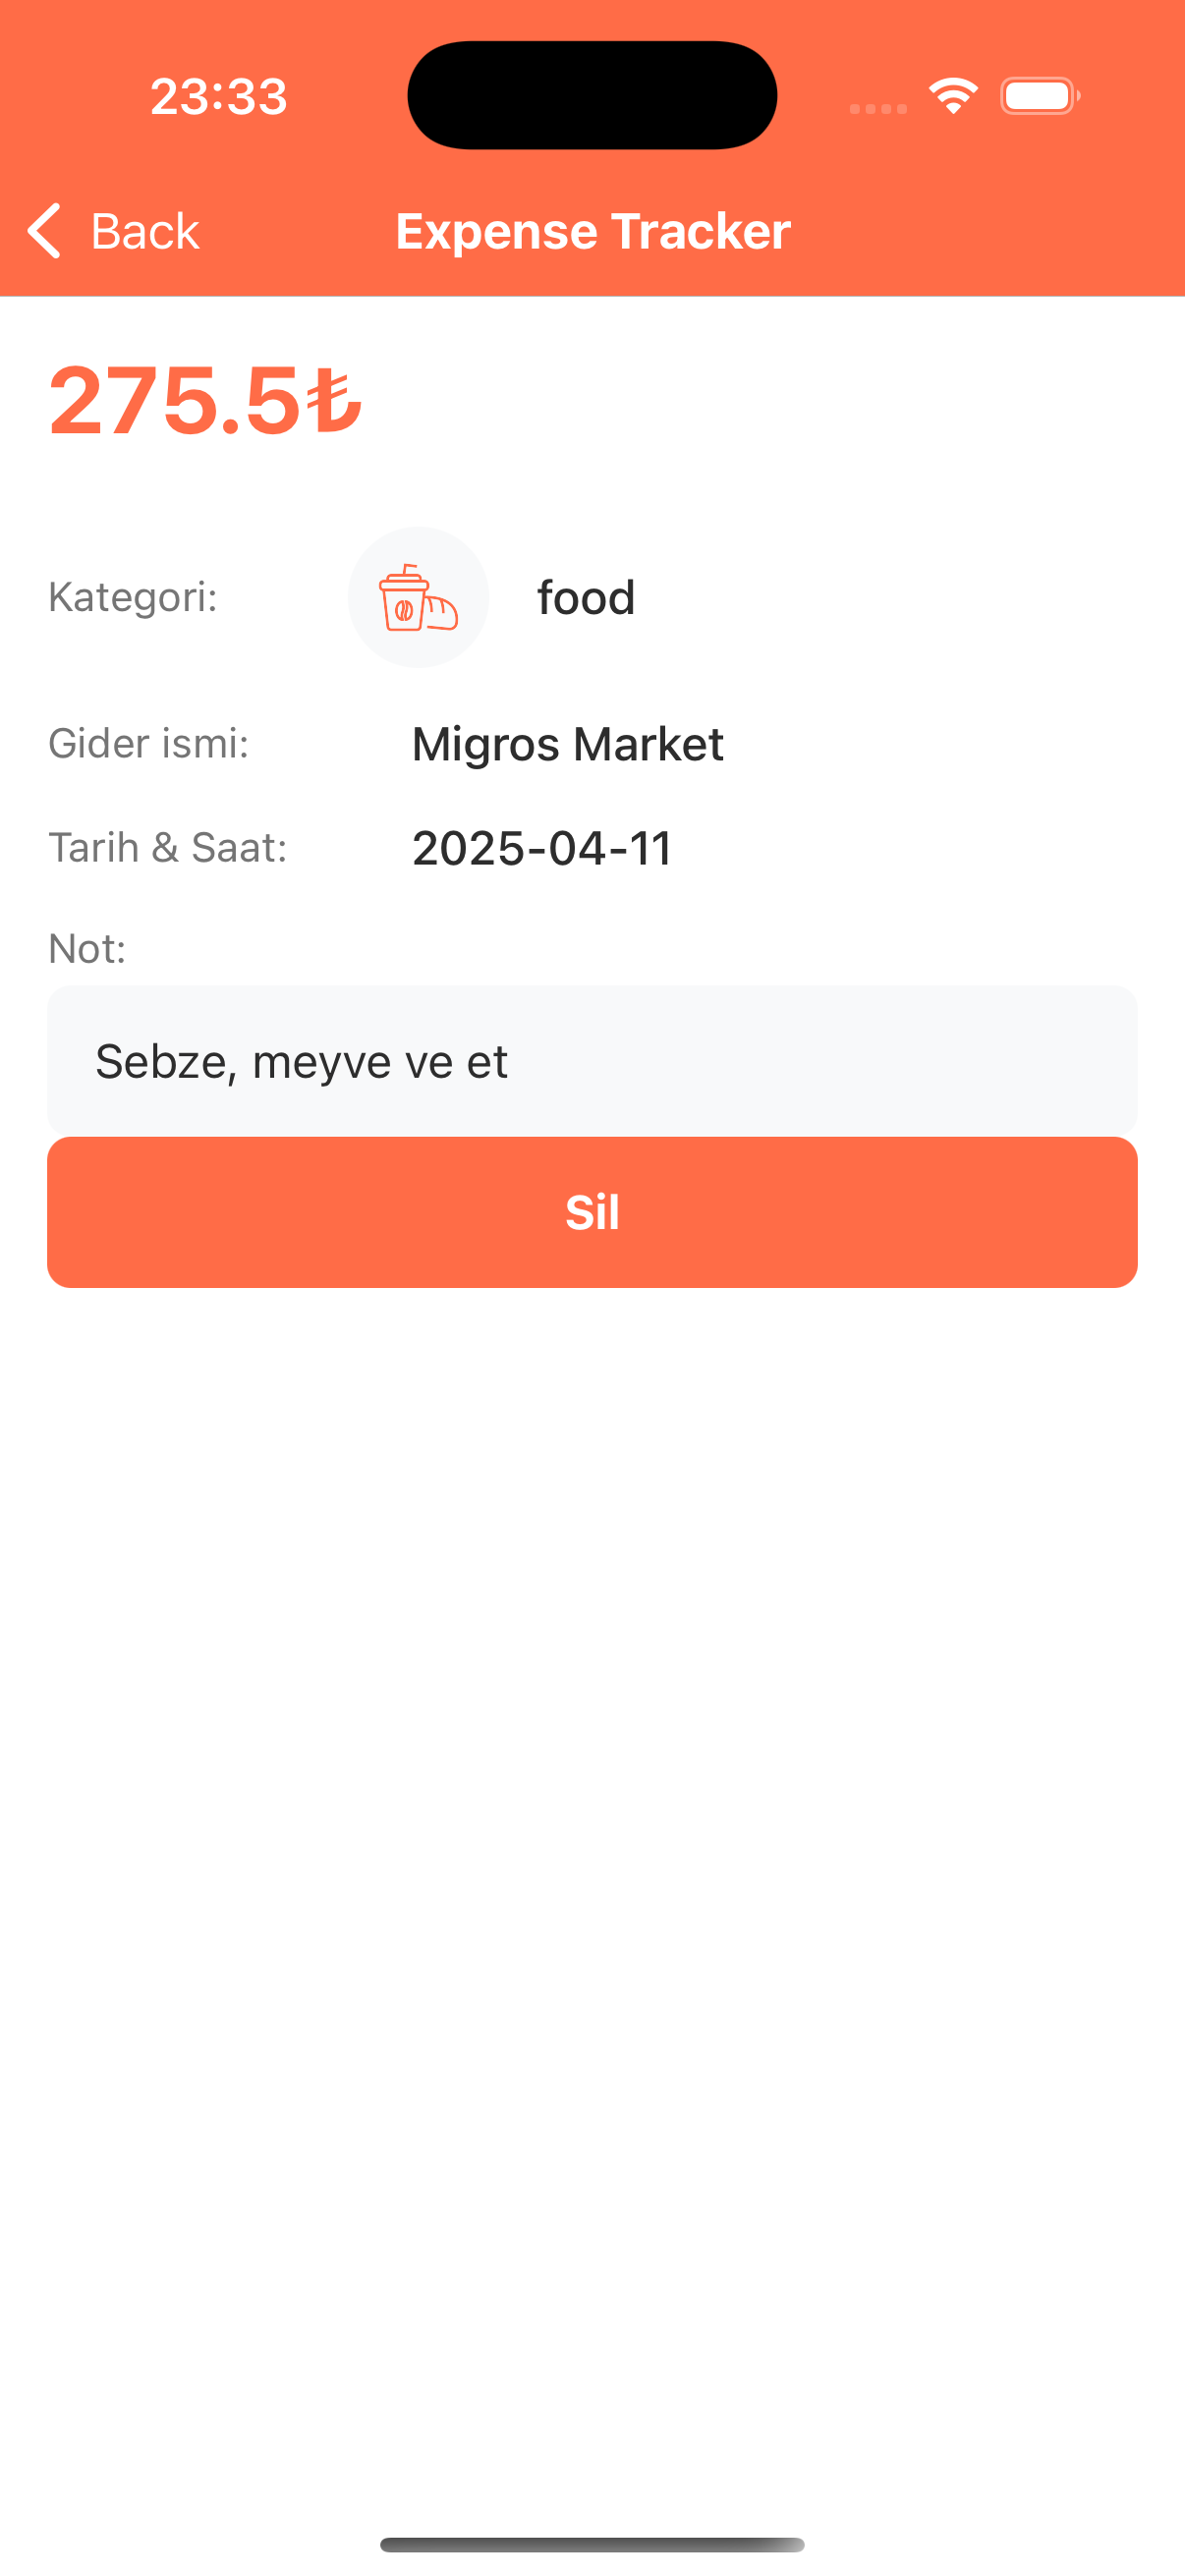 23:33
Back
Expense Tracker
275.5₺
Kategori:
food
Gider ismi:
Migros Market
Tarih & Saat:
2025-04-11
Not:
Sebze, meyve ve et
Sil